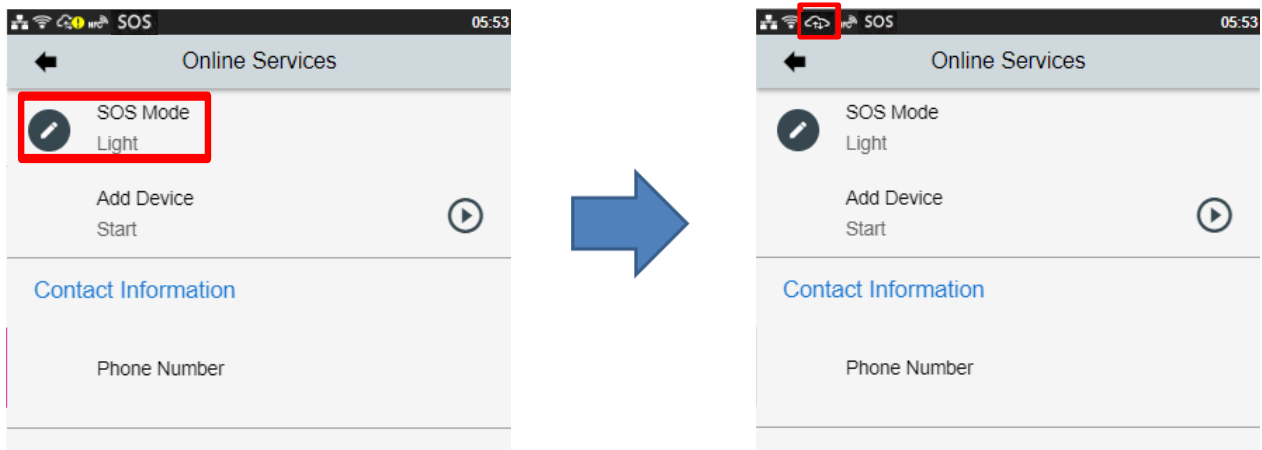 SOS 05:53
Online Services
SOS Mode
Light
Add Device
Start
Contact Information
Phone Number
SOS 05:53
Online Services
SOS Mode
Light
Add Device
Start
Contact Information
Phone Number